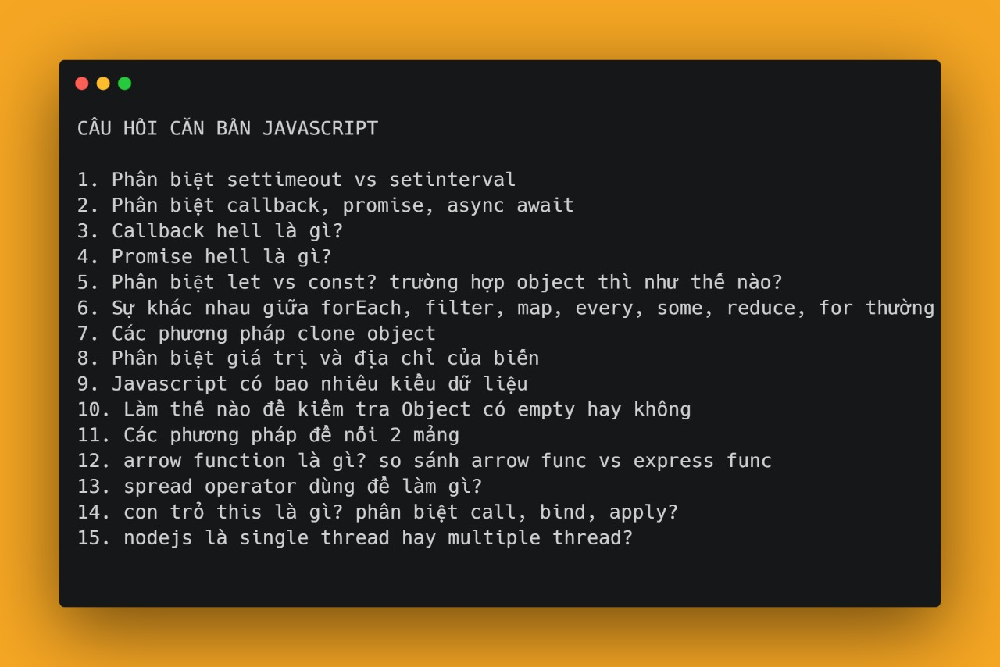 CÂU HỎI CĂN BẢN JAVASCRIPT
1. Phân biệt settimeout vs setinterval
2. Phân biệt callback, promise, async await
3. Callback hell là gì?
4. Promise hell là gì?
5. Phân biệt let vs const? trường hợp object thì như thế nào?
6. Sự khác nhau giữa forEach, filter, map, every, some, reduce, for thường
7. Các phương pháp clone object
8. Phân biệt giá trị và địa chỉ của biến
9. Javascript có bao nhiêu kiểu dữ liệu
10. Làm thế nào để kiểm tra Object có empty hay không
11. Các phương pháp để nối 2 mảng
12. arrow function là gì? so sánh arrow func vs express func
13. spread operator dùng để làm gì?
14. con trỏ this là gì? phân biệt call, bind, apply?
15. nodejs là single thread hay multiple thread?